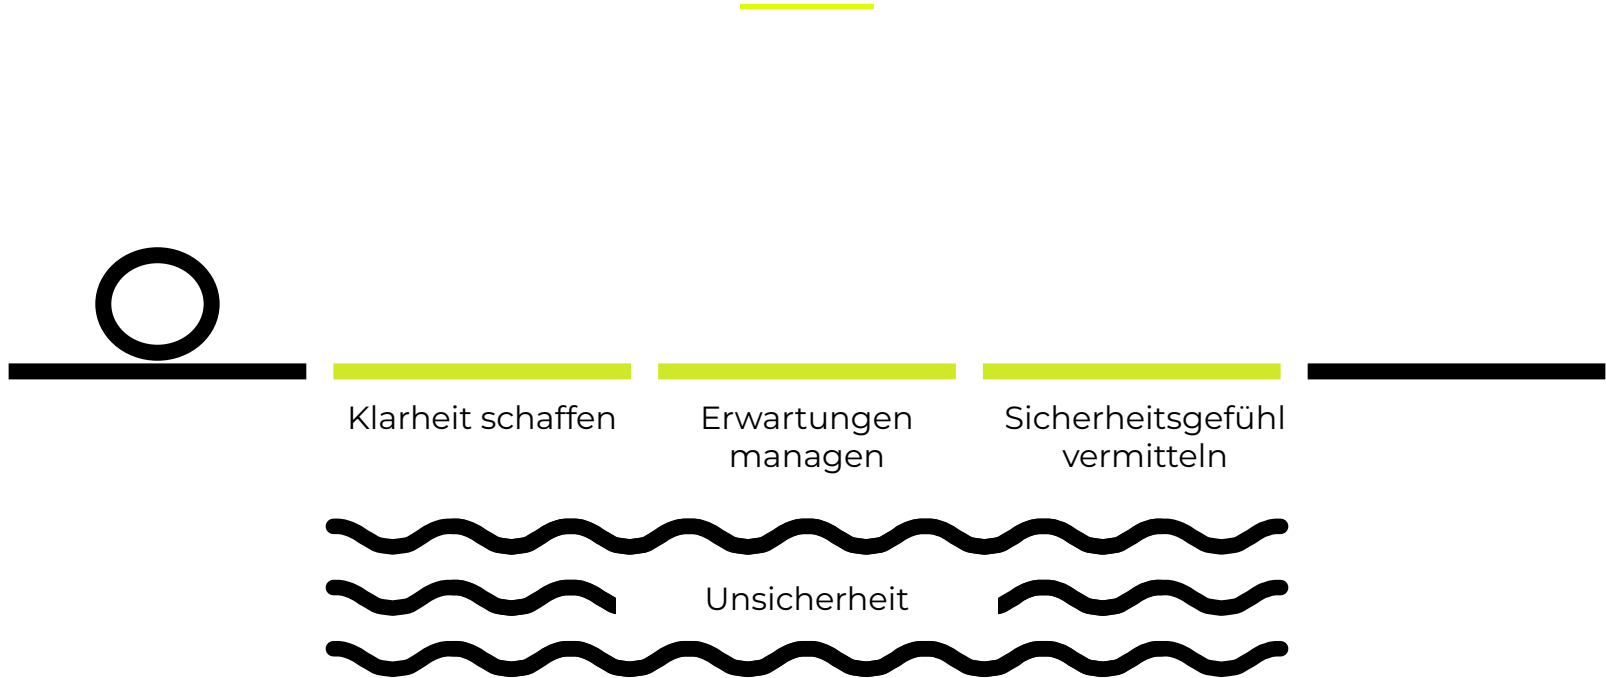 Klarheit schaffen
Erwartungen
managen
Sicherheitsgefühl
vermitteln
Unsicherheit